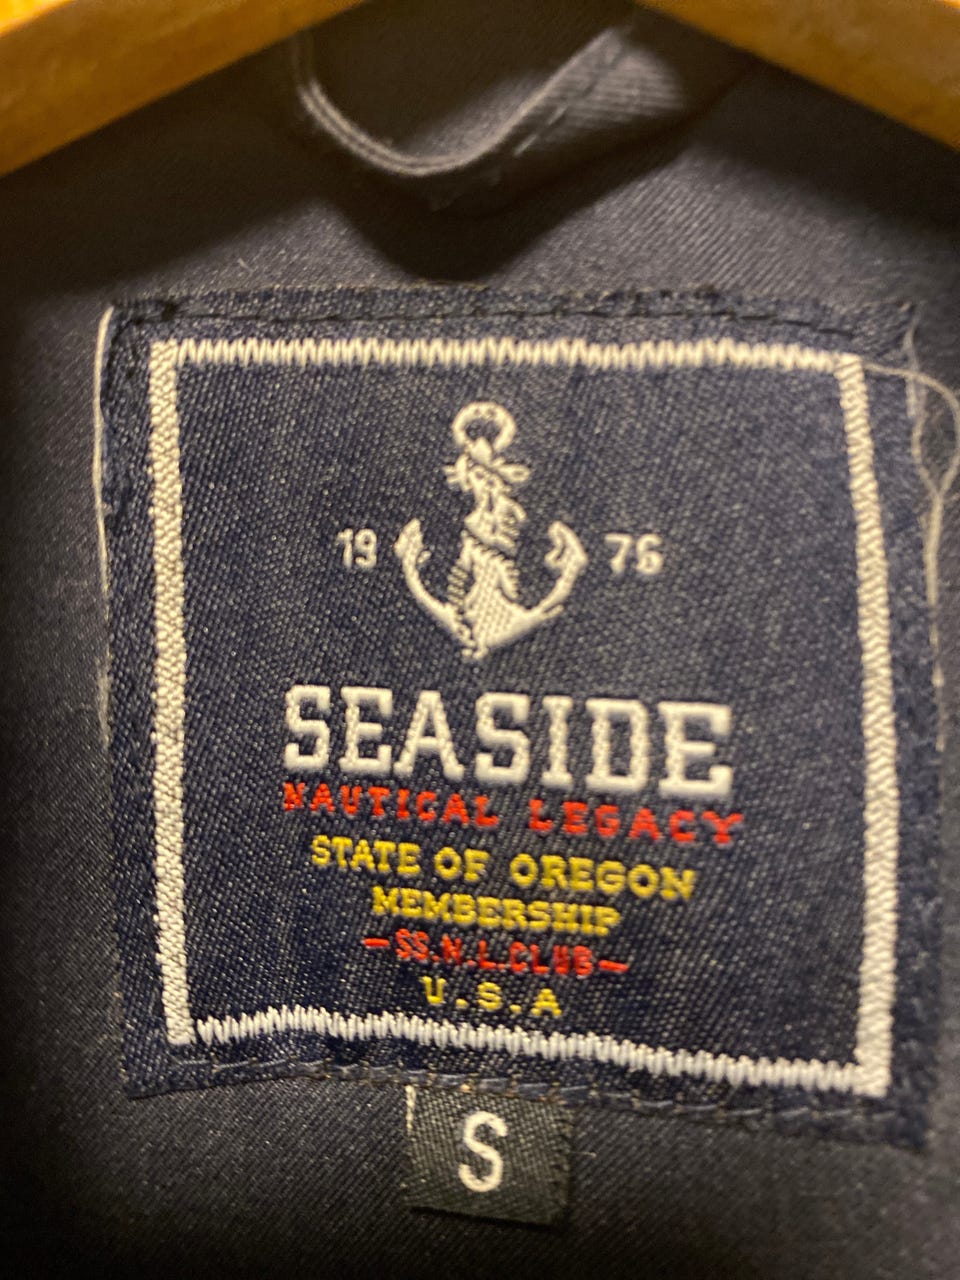 19 76
SEASIDE
NAUTICAL LEGACY
STATE OF OREGON
MEMBERSHIP
-SS.N.L.CLUB-
U.S.A
S